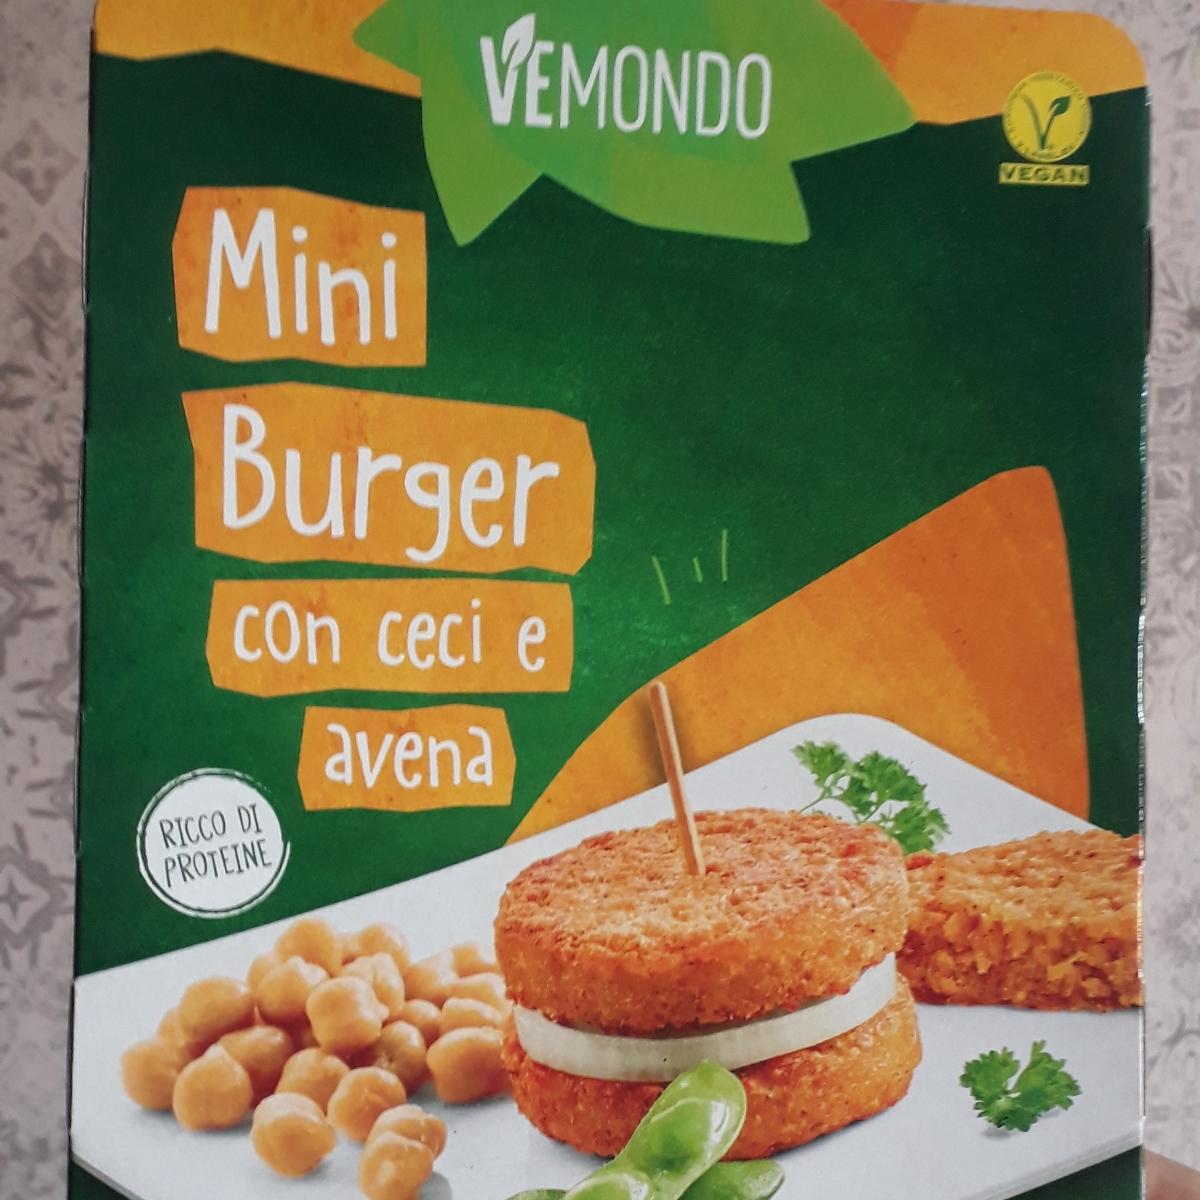 VEMONDO
VEGAN
Mini
Burger
con ceci e
avena
RICCO DI
PROTEINE